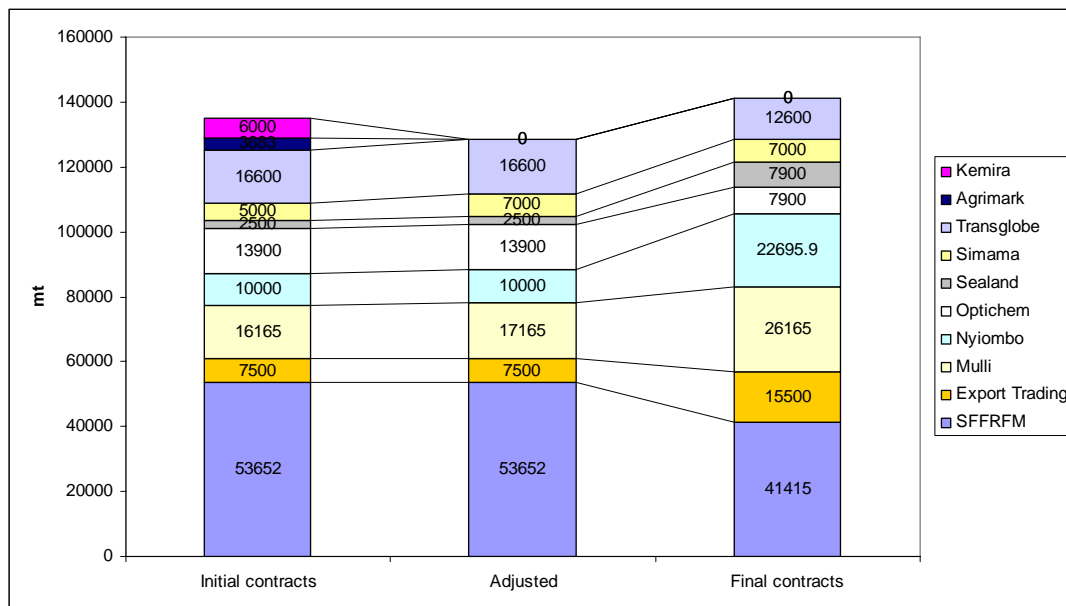 160000
140000
120000
100000
80000
60000
40000
20000
0
mt
6000
16600
5000
2500
13900
10000
16165
7500
53652
0
16600
7000
2500
13900
10000
17165
7500
53652
0
12600
7000
7900
7900
22695.9
26165
15500
41415
Initial contracts
Adjusted
Final contracts
Kemira
Agrimark
Transglobe
Simama
Sealand
Optichem
Nyiombo
Mulli
Export Trading
SFFRFM